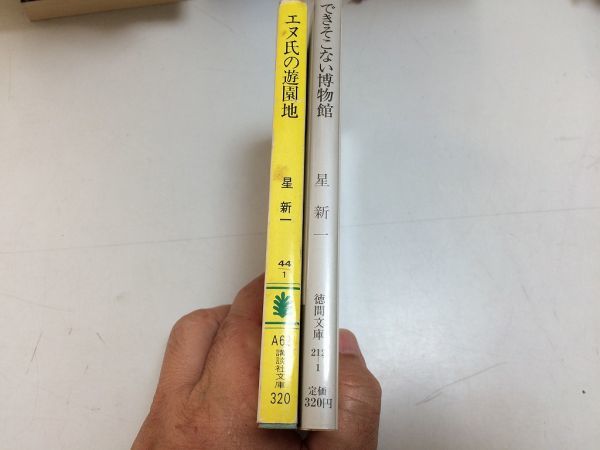 エヌ氏の遊園地
星 新一
44
1
A62
講談社文庫
320
できそこない博物館
星 新一
徳間文庫
212
1
定価
320円